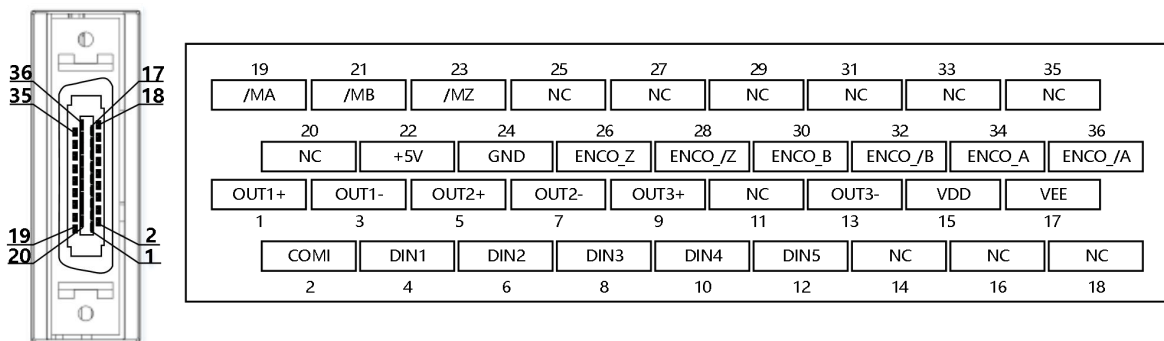 36 17
35 18
19 2
20 1
19 21 23 25 27 29 31 33 35
/MA /MB /MZ NC NC NC NC NC NC
20 22 24 26 28 30 32 34 36
NC +5V GND ENCO_Z ENCO_/Z ENCO_B ENCO_/B ENCO_A ENCO_/A
OUT1+ OUT1- OUT2+ OUT2- OUT3+ NC OUT3- VDD VEE
1 3 5 7 9 11 13 15 17
COMI DIN1 DIN2 DIN3 DIN4 DIN5 NC NC NC
2 4 6 8 10 12 14 16 18